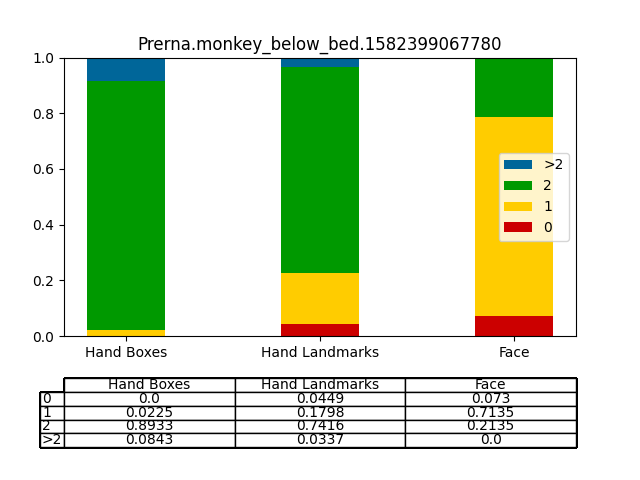 Prerna.monkey_below_bed.1582399067780
1.0
0.8
0.6
0.4
0.2
0.0
>2
2
1
0
Hand Boxes Hand Landmarks Face
Hand Boxes Hand Landmarks Face
0 0.0 0.0449 0.073
1 0.0225 0.1798 0.7135
2 0.8933 0.7416 0.2135
>2 0.0843 0.0337 0.0